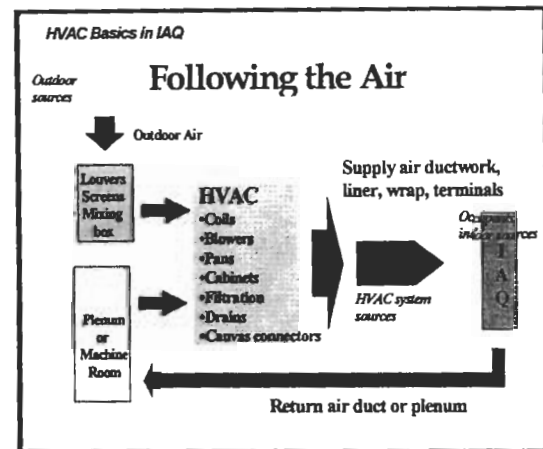 HVAC Basics in IAQ
Following the Air
Outdoor
sources
Outdoor Air
Louvers
Screens
Mixing
box
HVAC
•Coils
•Blowers
•Pans
•Cabinets
•Filtration
•Drains
•Canvas connectors
Supply air ductwork,
liner, wrap, terminals
HVAC system
sources
sources
I
A
Q
Plenum
or
Machine
Room
Return air duct or plenum